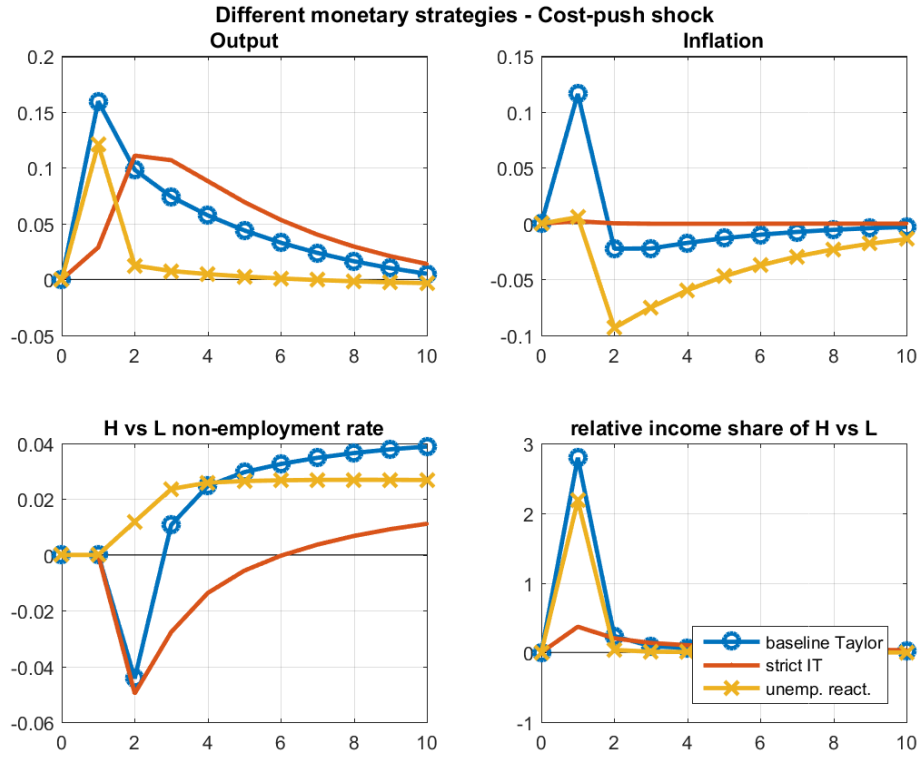 Different monetary strategies - Cost-push shock
Output
0.2
0.15
0.1
0.05
0
-0.05
0 2 4 6 8 10
Inflation
0.15
0.1
0.05
0
-0.05
-0.1
0 2 4 6 8 10
H vs L non-employment rate
0.04
0.02
0
-0.02
-0.04
-0.06
0 2 4 6 8 10
relative income share of H vs L
3
2
1
0
-1
0 2 4 6 8 10
baseline Taylor
strict IT
unemp. react.